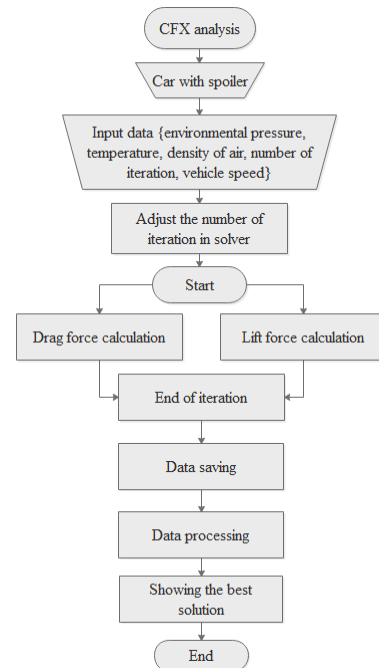 CFX analysis
Car with spoiler
Input data {environmental pressure,
temperature, density of air, number of
iteration, vehicle speed}
Adjust the number of
iteration in solver
Start
Drag force calculation
Lift force calculation
End of iteration
Data saving
Data processing
Showing the best
solution
End